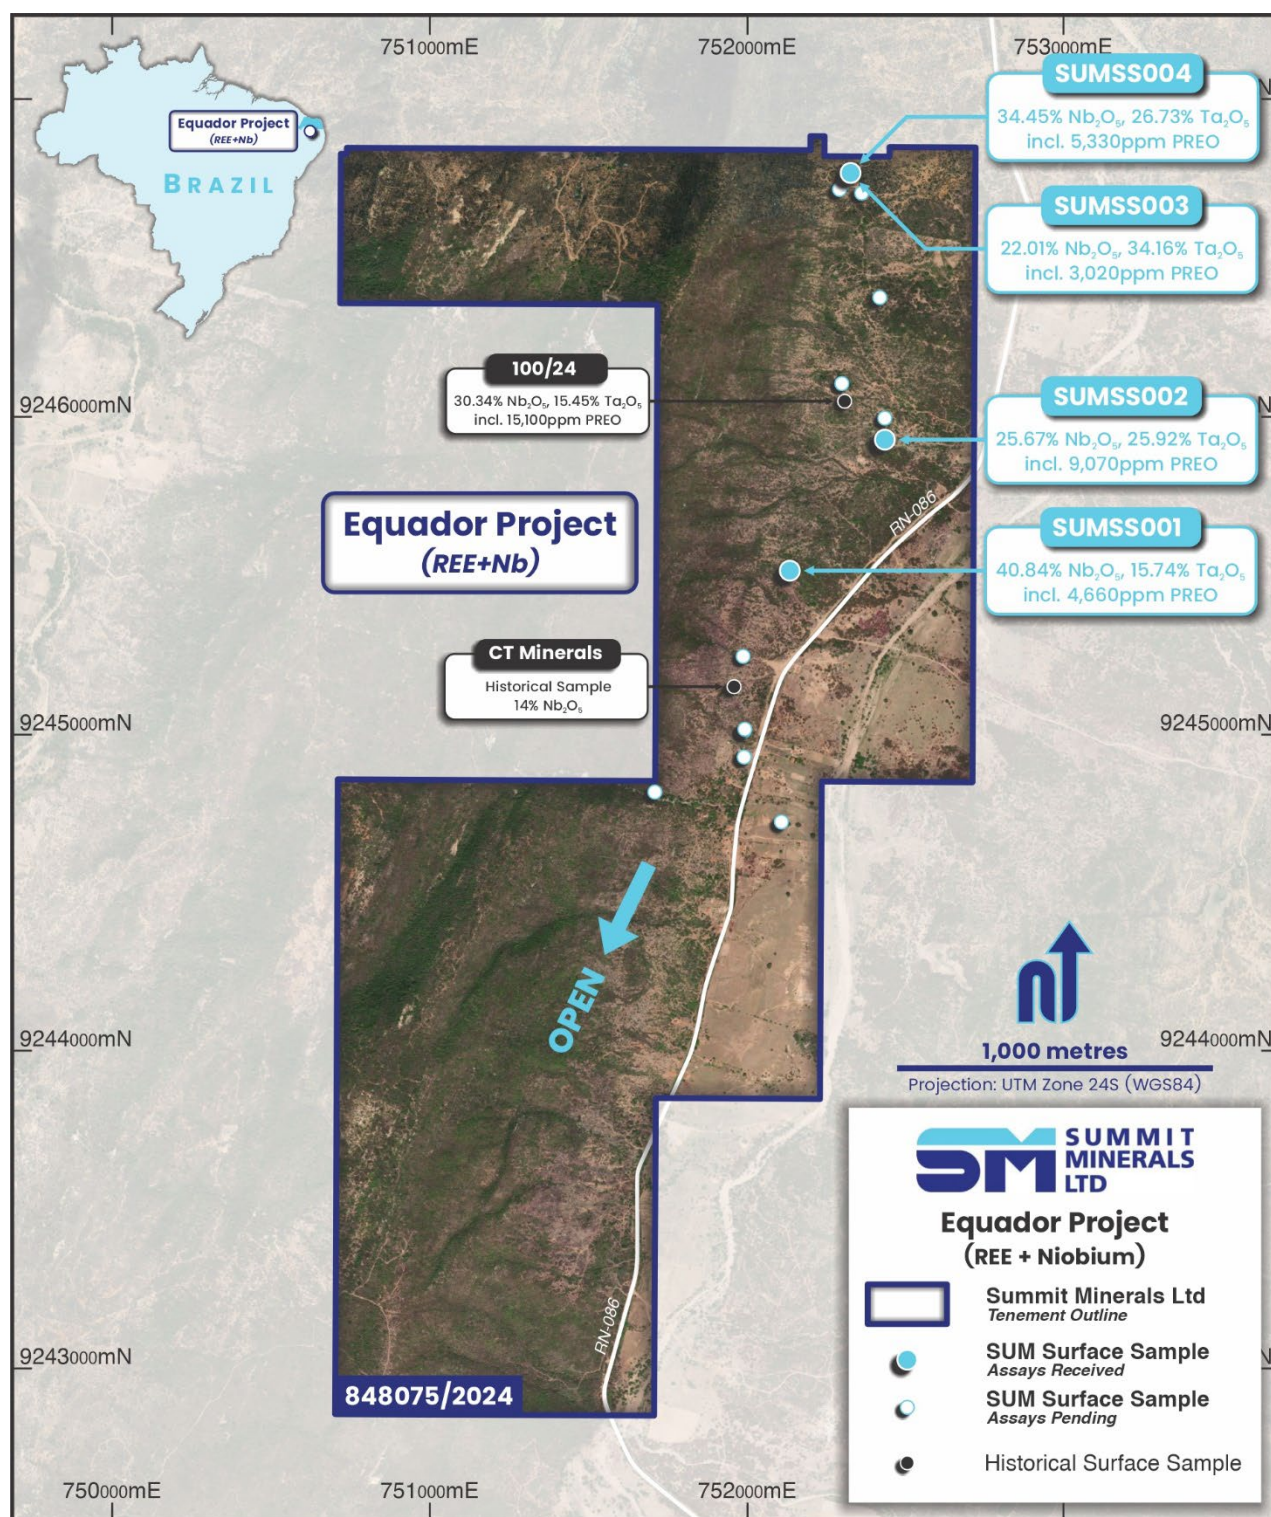 751000mE
752000mE
753000mE
SUMSS004
34.45% Nb₂O₅, 26.73% Ta₂O₅
incl. 5,330ppm PREO
Equador Project
(REE+Nb)
BRAZIL
SUMSS003
22.01% Nb₂O₅, 34.16% Ta₂O₅
incl. 3,020ppm PREO
100/24
30.34% Nb₂O₅, 15.45% Ta₂O₅
incl. 15,100ppm PREO
9246000mN
SUMSS002
25.67% Nb₂O₅, 25.92% Ta₂O₅
incl. 9,070ppm PREO
RN-086
Equador Project
(REE+Nb)
SUMSS001
40.84% Nb₂O₅, 15.74% Ta₂O₅
incl. 4,660ppm PREO
CT Minerals
Historical Sample
14% Nb₂O₅
9245000mN
9245000mN
OPEN
9244000mN
9244000mN
n
1,000 metres
Projection: UTM Zone 24S (WGS84)
SM SUMMIT
MINERALS
LTD
Equador Project
(REE + Niobium)
Summit Minerals Ltd
Tenement Outline
SUM Surface Sample
Assays Received
SUM Surface Sample
Assays Pending
Historical Surface Sample
RN-086
9243000mN
848075/2024
750000mE
751000mE
752000mE